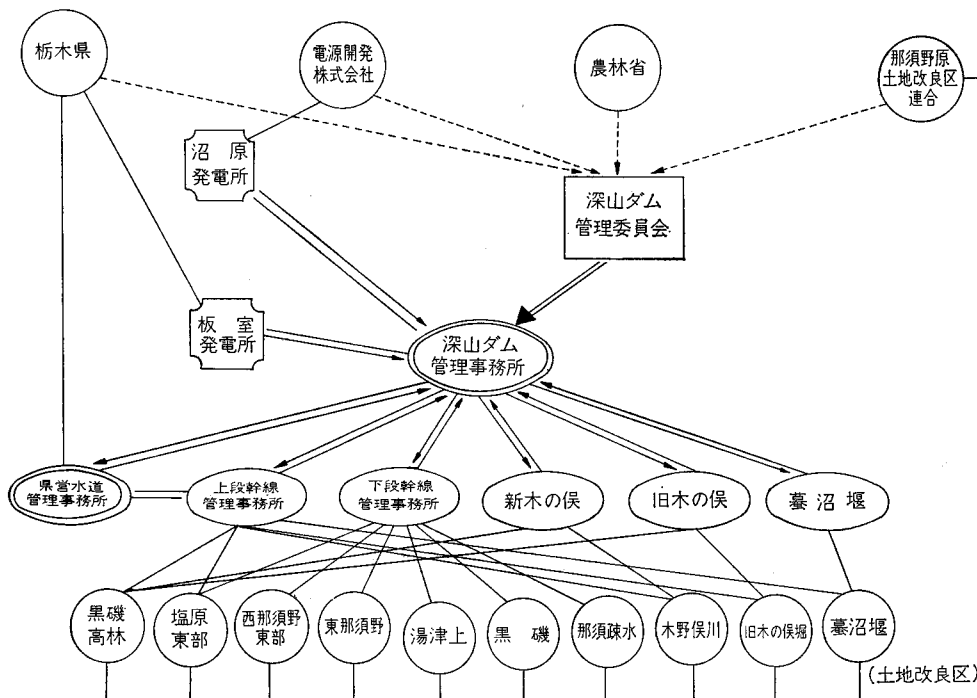 栃木県
電源開発
株式会社
農林省
那須野原
土地改良区
連合
沼原
発電所
深山ダム
管理委員会
板室
発電所
深山ダム
管理事務所
県営水道
管理事務所
上段幹線
管理事務所
下段幹線
管理事務所
新木の俣
旧木の俣
蟇沼堰
黒磯
高林
塩原
東部
西那須野
東部
東那須野
湯津上
黒磯
那須疎水
木野俣川
旧木の俣堀
蟇沼堰
(土地改良区)